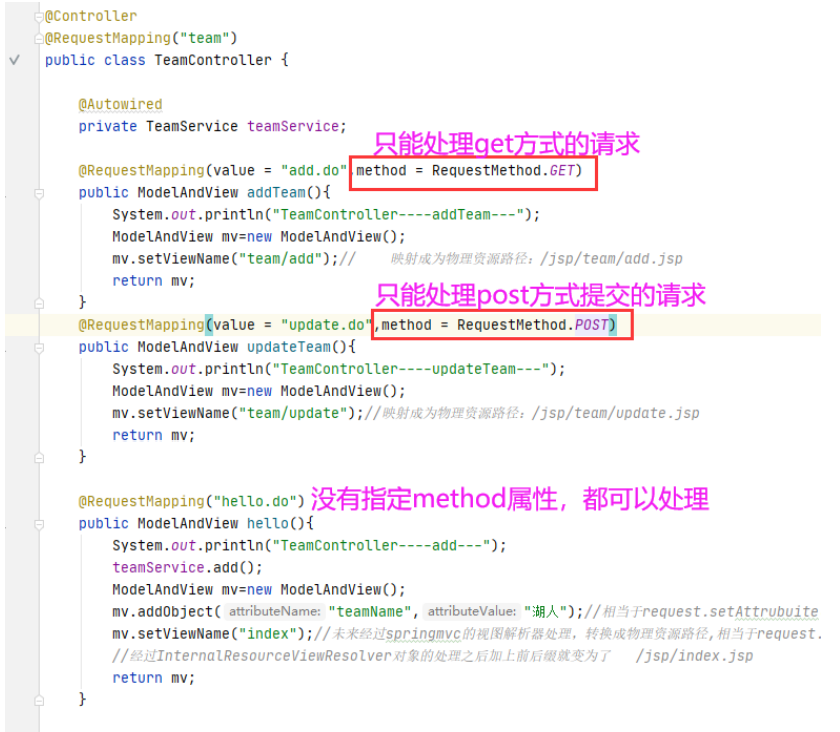 @Controller
@RequestMapping("team")
public class TeamController {
@Autowired
private TeamService teamService;
只能处理get方式的请求
@RequestMapping(value = "add.do",method = RequestMethod.GET)
public ModelAndView addTeam(){
System.out.println("TeamController----addTeam---");
ModelAndView mv=new ModelAndView();
mv.setViewName("team/add");//    映射成为物理资源路径：/jsp/team/add.jsp
return mv;
}
只能处理post方式提交的请求
@RequestMapping(value = "update.do",method = RequestMethod.POST)
public ModelAndView updateTeam(){
System.out.println("TeamController----updateTeam---");
ModelAndView mv=new ModelAndView();
mv.setViewName("team/update");//映射成为物理资源路径：/jsp/team/update.jsp
return mv;
}
@RequestMapping("hello.do") 没有指定method属性，都可以处理
public ModelAndView hello(){
System.out.println("TeamController----add---");
teamService.add();
ModelAndView mv=new ModelAndView();
mv.addObject( attributeName: "teamName", attributeValue: "湖人");//相当于request.setAttrubuite
mv.setViewName("index");//未来经过springmvc的视图解析器处理，转换成物理资源路径,相当于request.
//经过InternalResourceViewResolver对象的处理之后加上前后缀就变为了   /jsp/index.jsp
return mv;
}